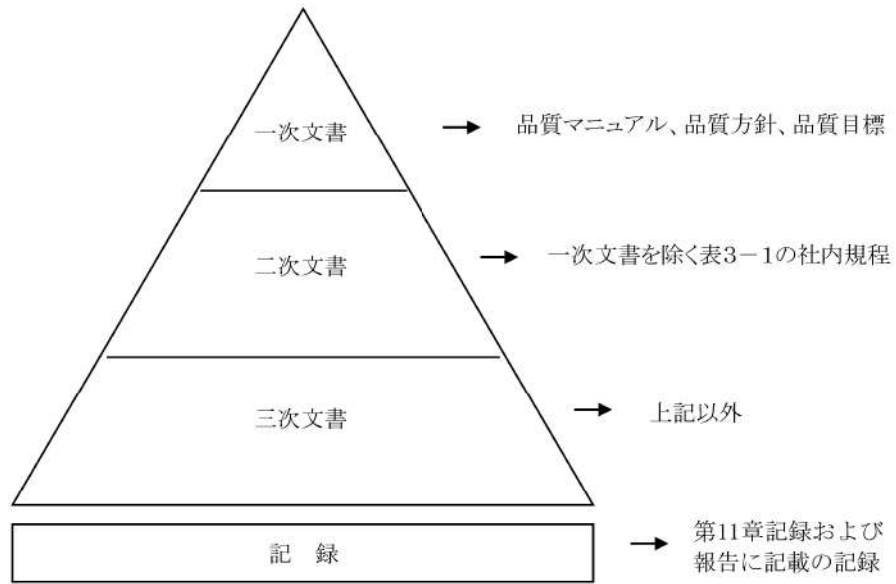 一次文書
品質マニュアル、品質方針、品質目標
二次文書
一次文書を除く表3-1の社内規程
三次文書
上記以外
記 録
第11章記録および
報告に記載の記録